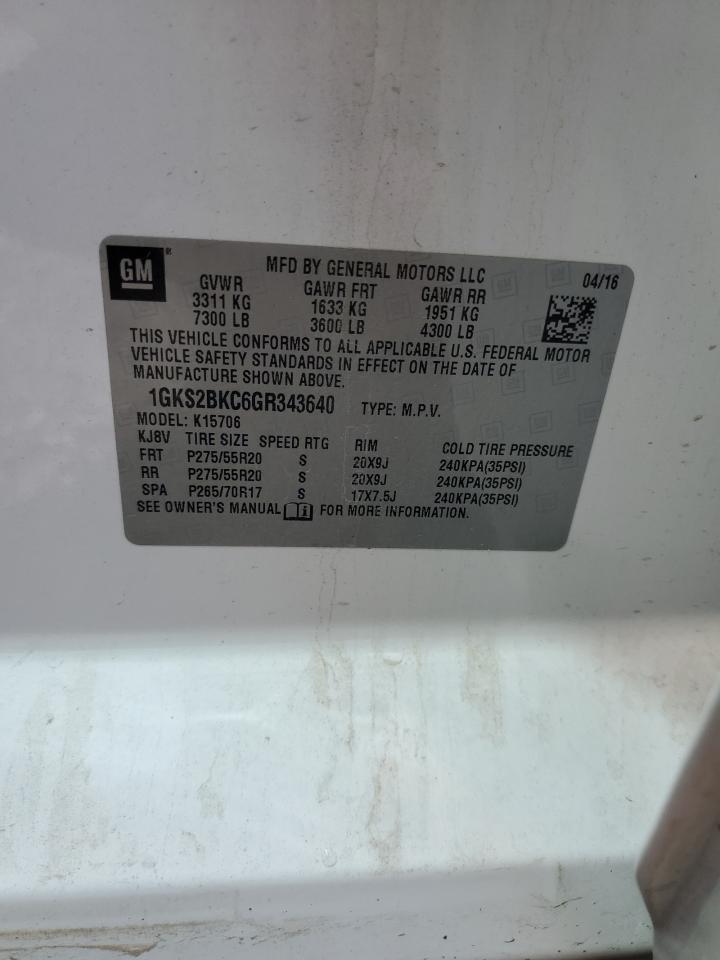 GM ®
MFD BY GENERAL MOTORS LLC 04/16
GVWR GAWR FRT GAWR RR
3311 KG 1633 KG 1951 KG
7300 LB 3600 LB 4300 LB
THIS VEHICLE CONFORMS TO ALL APPLICABLE U.S. FEDERAL MOTOR
VEHICLE SAFETY STANDARDS IN EFFECT ON THE DATE OF
MANUFACTURE SHOWN ABOVE.
1GKS2BKC6GR343640 TYPE: M.P.V.
MODEL: K15706
KJ8V TIRE SIZE SPEED RTG RIM COLD TIRE PRESSURE
FRT P275/55R20 S 20X9J 240KPA(35PSI)
RR P275/55R20 S 20X9J 240KPA(35PSI)
SPA P265/70R17 S 17X7.5J 240KPA(35PSI)
SEE OWNER'S MANUAL FOR MORE INFORMATION.